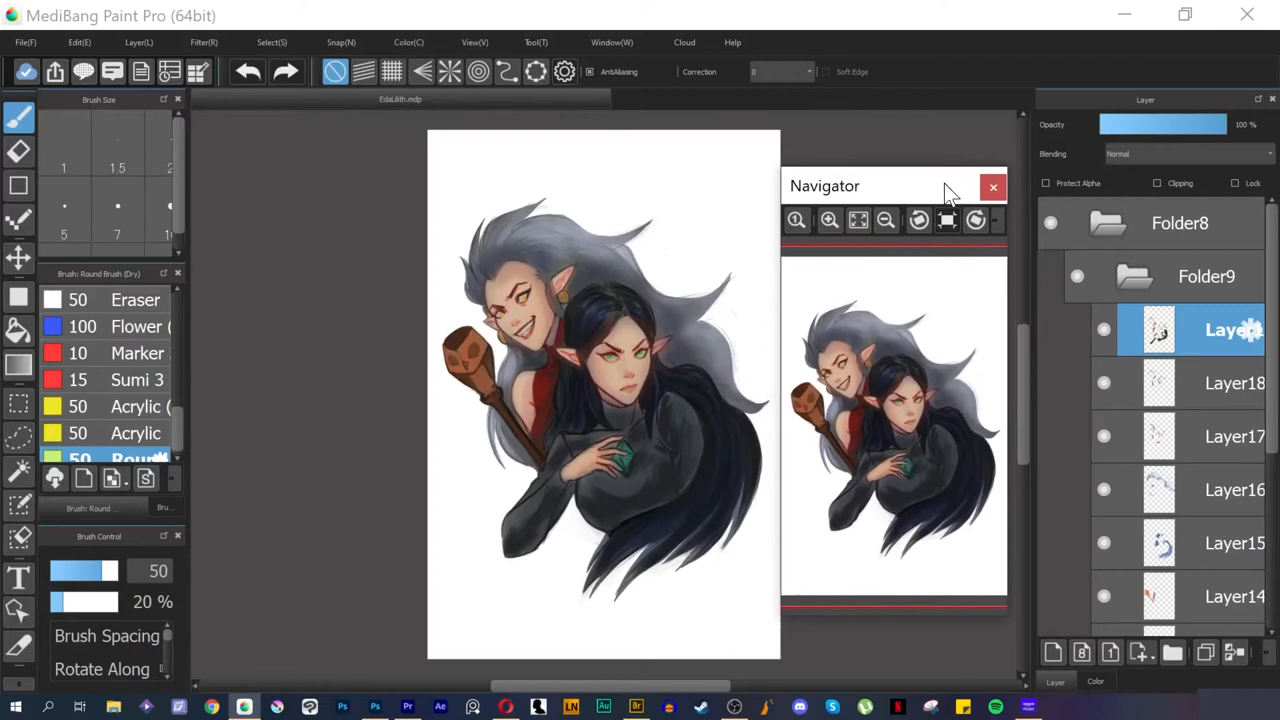 MediBang Paint Pro (64bit)
File(F) Edit(E) Layer(L) Filter(R) Select(S) Snap(N) Color(C) View(V) Tool(T) Window(W) Cloud Help
AntiAliasing Correction 0 Soft Edge
Brush Size
1 1.5
5 7
Brush: Round Brush (Dry)
50 Eraser
100 Flower (
10 Marker
15 Sumi 3
50 Acrylic (
50 Acrylic
50 Roun
Brush: Round ... Bru...
Brush Control
50
20 %
Brush Spacing
Rotate Along
EdaLilith.mdp
Navigator
Layer
Opacity 100 %
Blending Normal
Protect Alpha Clipping Lock
Folder8
Folder9
Layer1
Layer18
Layer17
Layer16
Layer15
Layer14
Layer Color